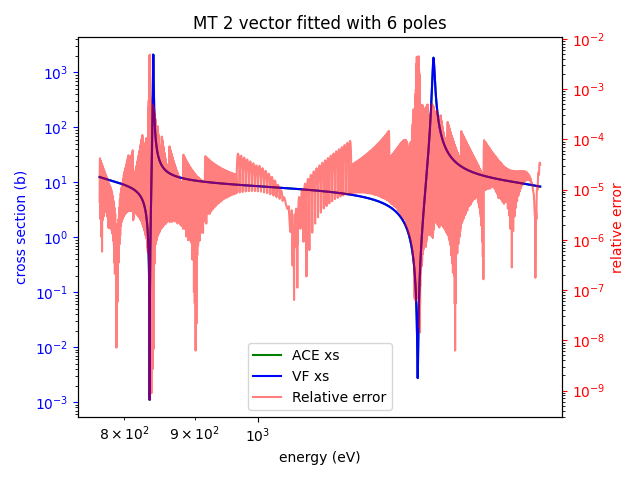 MT 2 vector fitted with 6 poles
cross section (b)
10³
10²
10¹
10⁰
10⁻¹
10⁻²
10⁻³
10⁻²
10⁻³
10⁻⁴
10⁻⁵
10⁻⁶
10⁻⁷
10⁻⁸
10⁻⁹
relative error
ACE xs
VF xs
Relative error
8 × 10² 9 × 10² 10³
energy (eV)